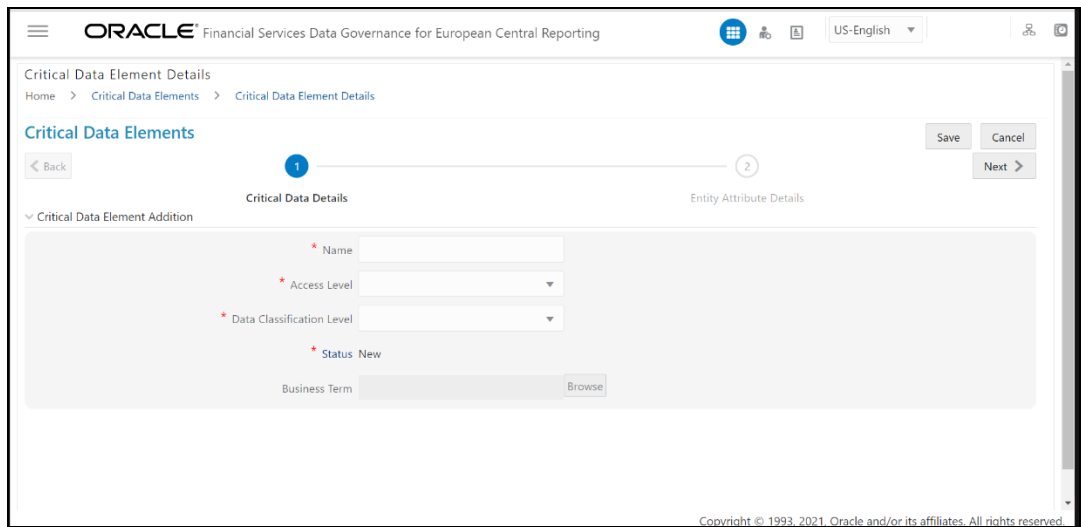 ORACLE® Financial Services Data Governance for European Central Reporting US-English
Critical Data Element Details
Home > Critical Data Elements > Critical Data Element Details
Critical Data Elements Save Cancel
Back 1 2 Next
Critical Data Details Entity Attribute Details
Critical Data Element Addition
* Name
* Access Level
* Data Classification Level
* Status New
Business Term Browse
Copyright © 1993, 2021, Oracle and/or its affiliates. All rights reserved.